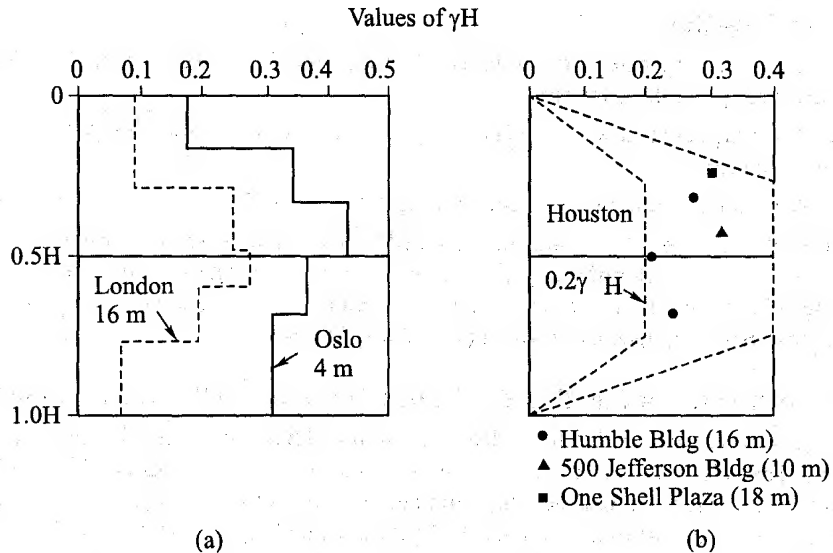 Values of γH
0 0.1 0.2 0.3 0.4 0.5
0 0.1 0.2 0.3 0.4
0
0.5H
1.0H
London
16 m
Oslo
4 m
Houston
0.2γ H
● Humble Bldg (16 m)
▲ 500 Jefferson Bldg (10 m)
■ One Shell Plaza (18 m)
(a) (b)